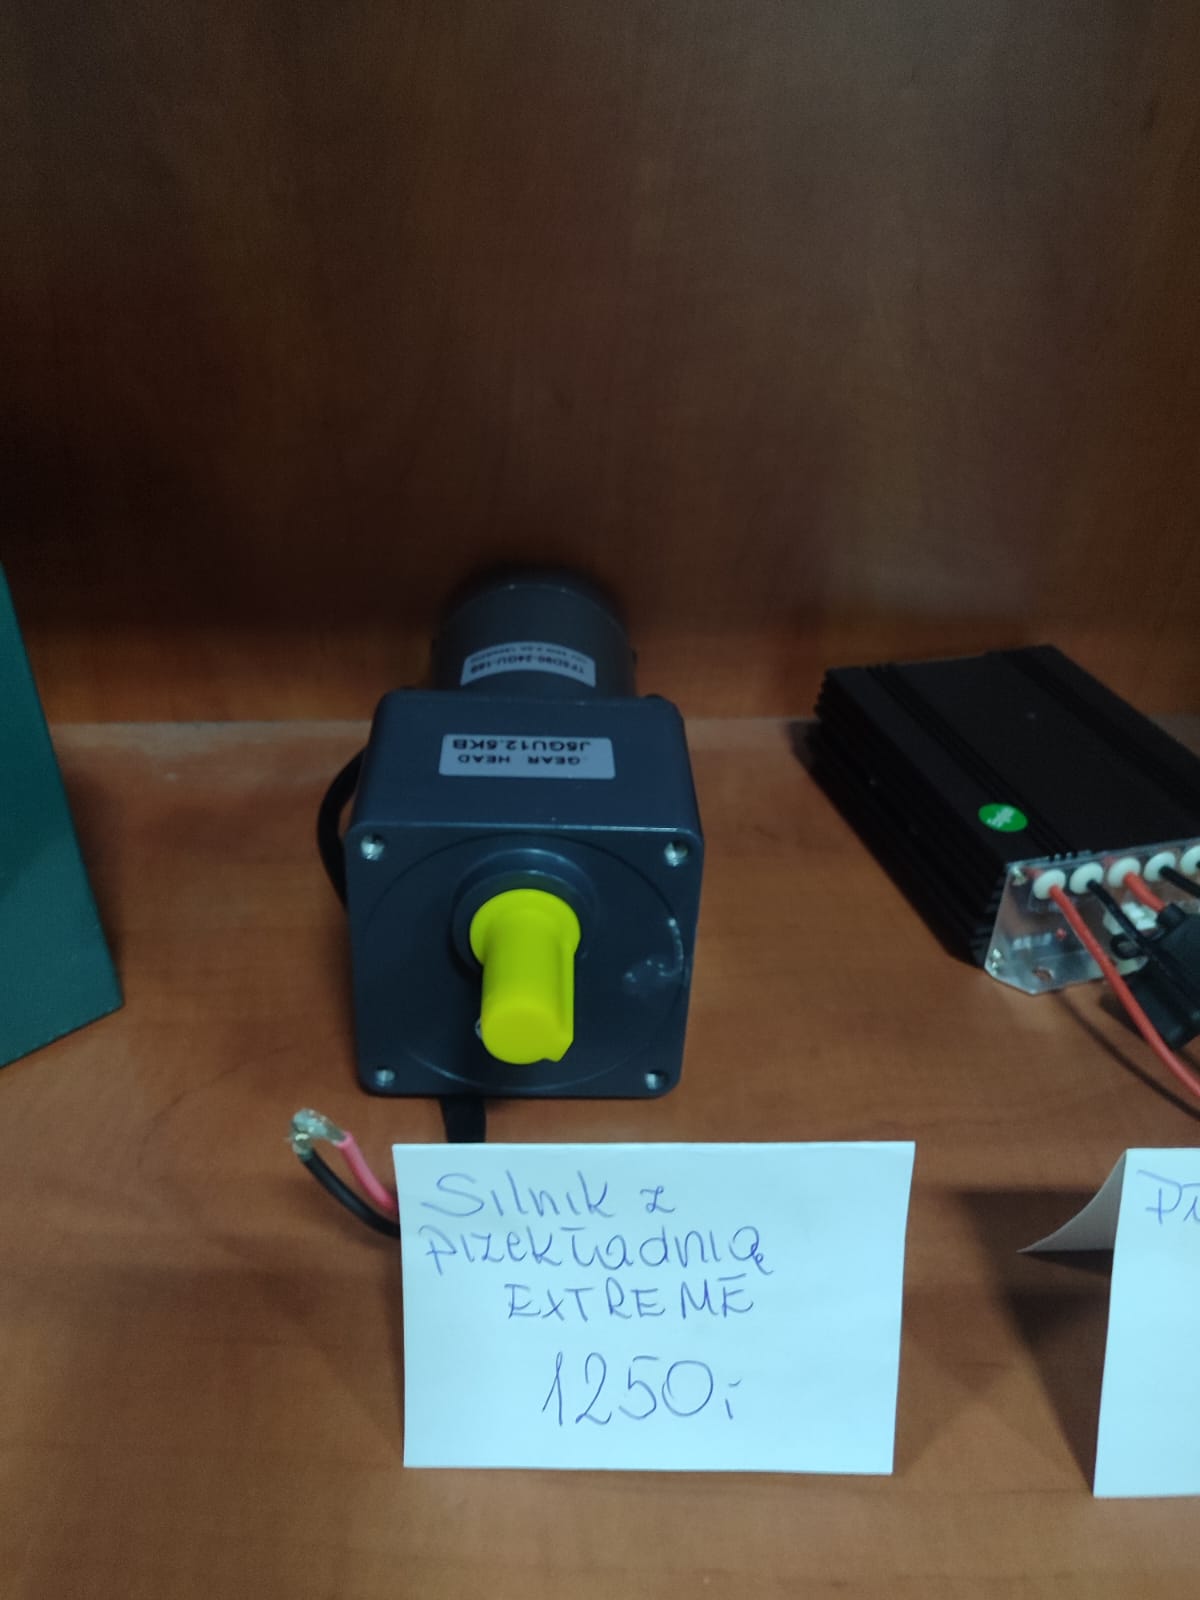 GEAR HEAD
J5GU12.5KB
Silnik z
przekładnią
EXTREME
1250,-